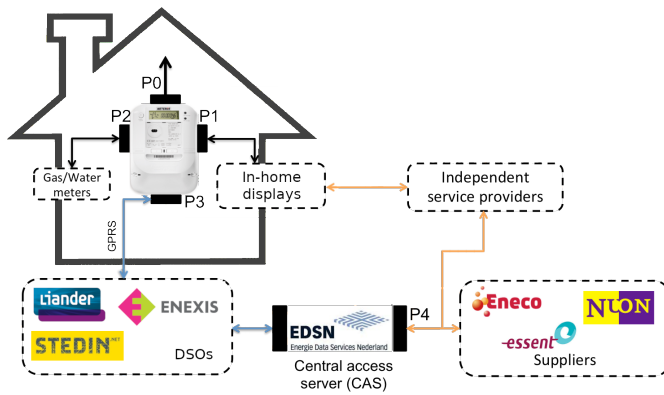 P0
P2
P1
Gas/Water
meters
In-home
displays
Independent
service providers
P3
GPRS
Liander
ENEXIS
STEDIN.NET
DSOs
EDSN
Energie Data Services Nederland
P4
Central access
server (CAS)
Eneco
NUON
essent
Suppliers